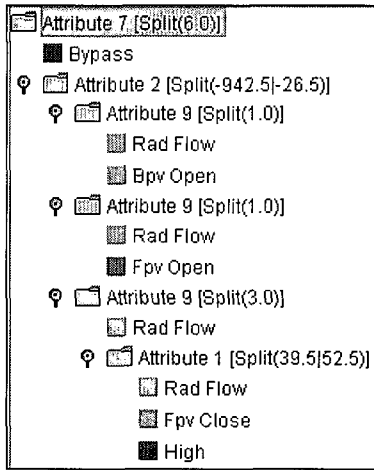 Attribute 7 [Split(6.0)]
Bypass
Attribute 2 [Split(-942.5|-26.5)]
Attribute 9 [Split(1.0)]
Rad Flow
Bpv Open
Attribute 9 [Split(1.0)]
Rad Flow
Fpv Open
Attribute 9 [Split(3.0)]
Rad Flow
Attribute 1 [Split(39.5|52.5)]
Rad Flow
Fpv Close
High